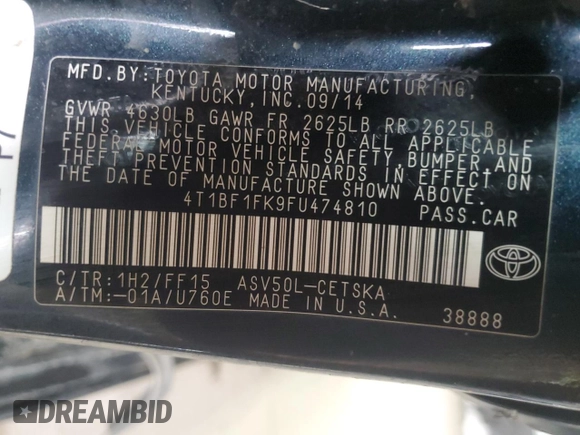 MFD.BY:TOYOTA MOTOR MANUFACTURING,
KENTUCKY, INC.09/14
GVWR 4630LB GAWR FR 2625LB RR 2625LB
THIS VEHICLE CONFORMS TO ALL APPLICABLE
FEDERAL MOTOR VEHICLE SAFETY, BUMPER AND
THEFT PREVENTION STANDARDS IN EFFECT ON
THE DATE OF MANUFACTURE SHOWN ABOVE.
4T1BF1FK9FU474810 PASS.CAR
C/TR:1H2/FF15 ASV50L-CETSKA
A/TM:-01A/U760E MADE IN U.S.A.
38888
DREAMBID